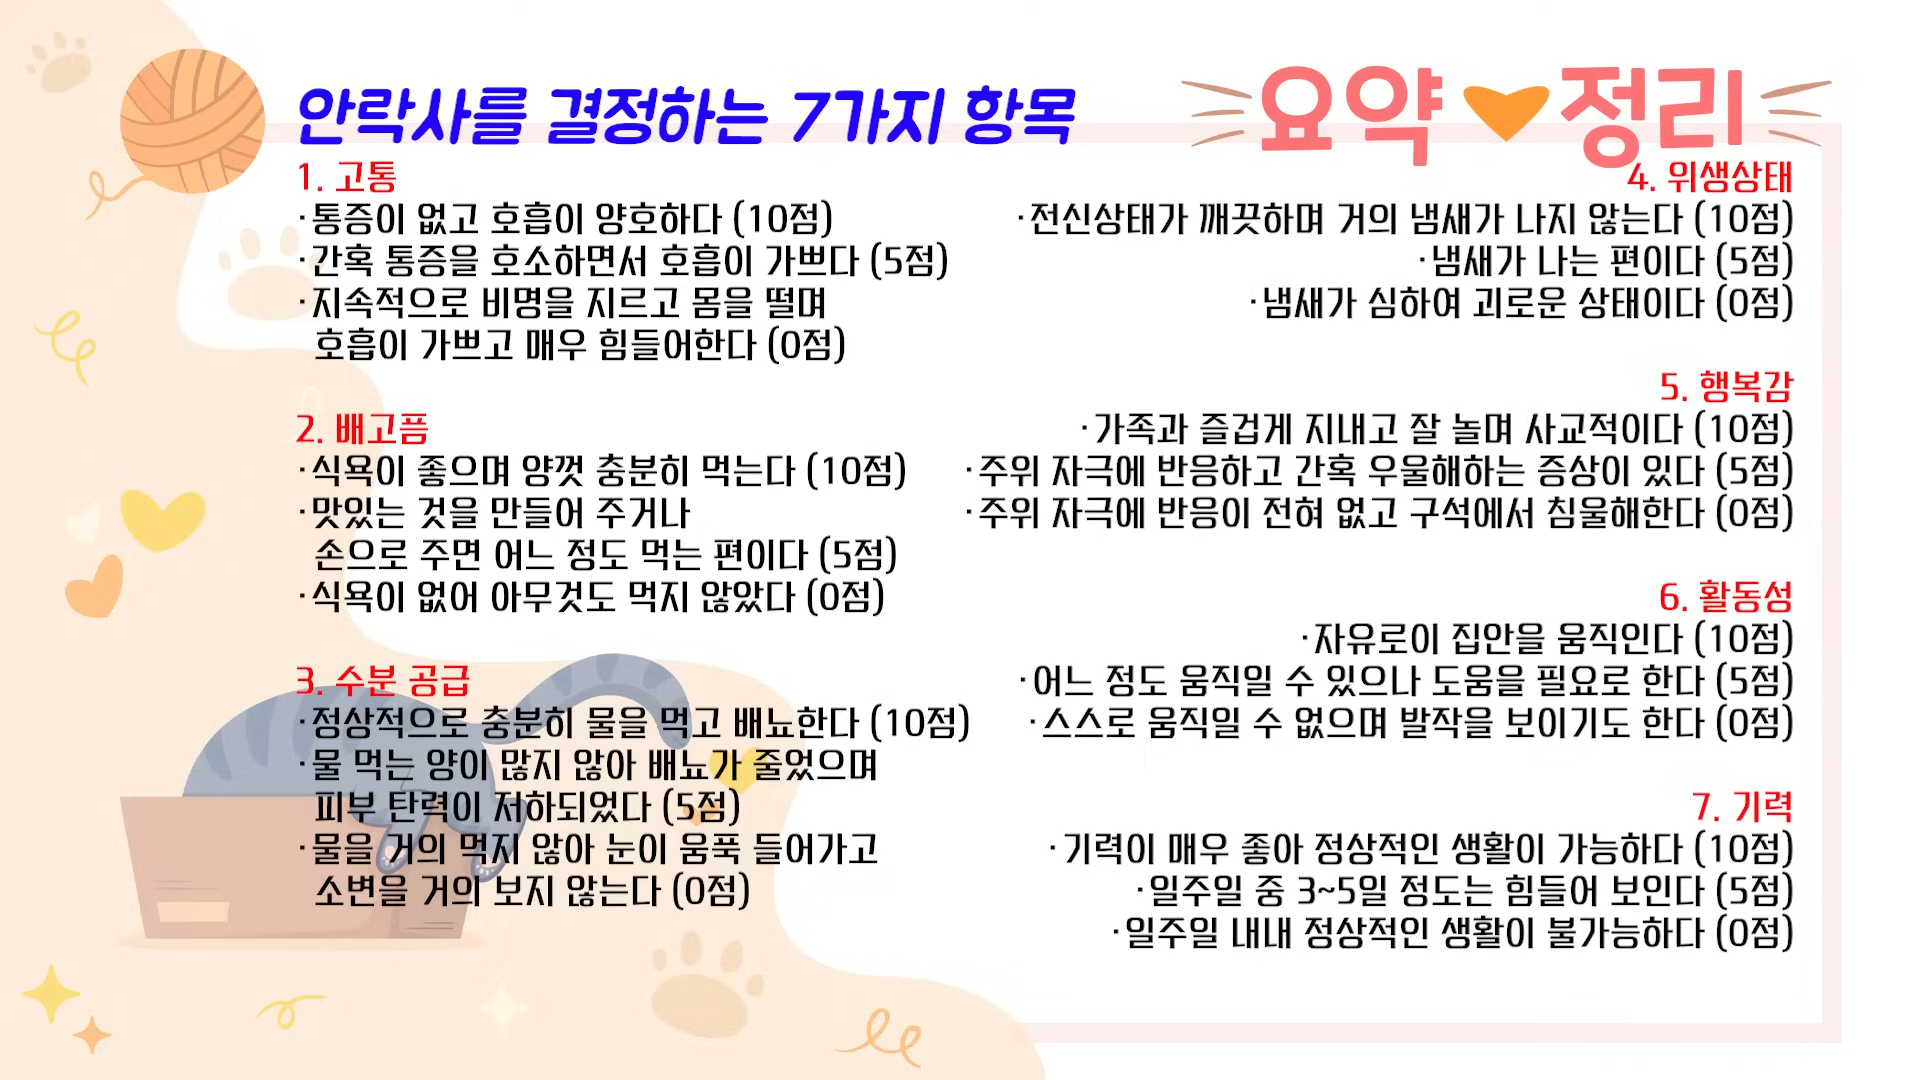 안락사를 결정하는 7가지 항목
요약 정리
1. 고통
·통증이 없고 호흡이 양호하다 (10점)
·간혹 통증을 호소하면서 호흡이 가쁘다 (5점)
·지속적으로 비명을 지르고 몸을 떨며
호흡이 가쁘고 매우 힘들어한다 (0점)
2. 배고픔
·식욕이 좋으며 양껏 충분히 먹는다 (10점)
·맛있는 것을 만들어 주거나
손으로 주면 어느 정도 먹는 편이다 (5점)
·식욕이 없어 아무것도 먹지 않았다 (0점)
3. 수분 공급
·정상적으로 충분히 물을 먹고 배뇨한다 (10점)
·물 먹는 양이 많지 않아 배뇨가 줄었으며
피부 탄력이 저하되었다 (5점)
·물을 거의 먹지 않아 눈이 움푹 들어가고
소변을 거의 보지 않는다 (0점)
4. 위생상태
·전신상태가 깨끗하며 거의 냄새가 나지 않는다 (10점)
·냄새가 나는 편이다 (5점)
·냄새가 심하여 괴로운 상태이다 (0점)
5. 행복감
·가족과 즐겁게 지내고 잘 놀며 사교적이다 (10점)
·주위 자극에 반응하고 간혹 우울해하는 증상이 있다 (5점)
·주위 자극에 반응이 전혀 없고 구석에서 침울해한다 (0점)
6. 활동성
·자유로이 집안을 움직인다 (10점)
·어느 정도 움직일 수 있으나 도움을 필요로 한다 (5점)
·스스로 움직일 수 없으며 발작을 보이기도 한다 (0점)
7. 기력
·기력이 매우 좋아 정상적인 생활이 가능하다 (10점)
·일주일 중 3~5일 정도는 힘들어 보인다 (5점)
·일주일 내내 정상적인 생활이 불가능하다 (0점)